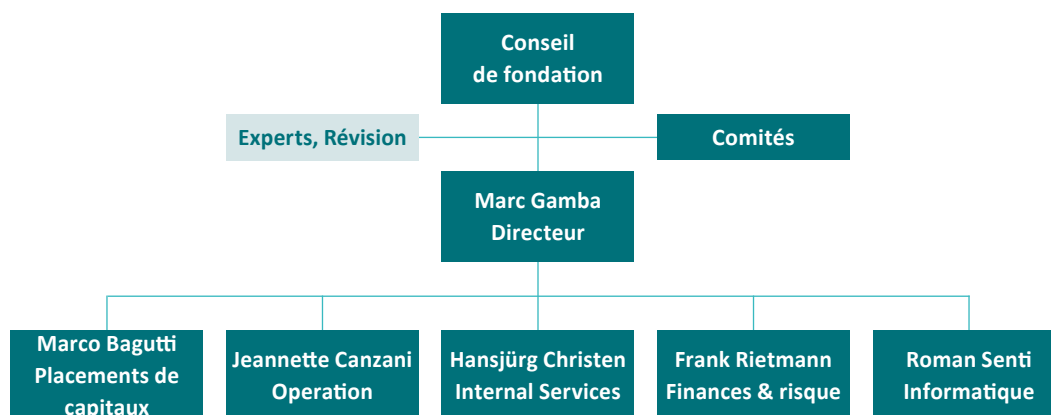 Conseil
de fondation
Experts, Révision
Comités
Marc Gamba
Directeur
Marco Bagutti
Placements de
capitaux
Jeannette Canzani
Operation
Hansjürg Christen
Internal Services
Frank Rietmann
Finances & risque
Roman Senti
Informatique